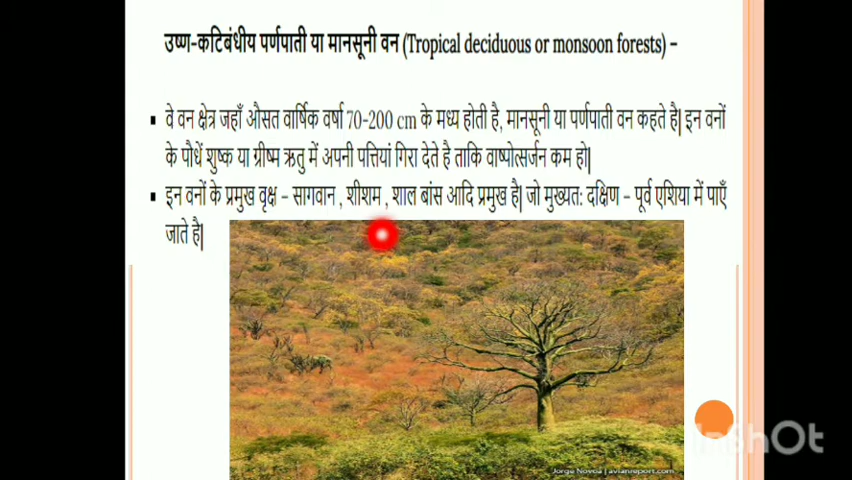 उष्ण-कटिबंधीय पर्णपाती या मानसूनी वन (Tropical deciduous or monsoon forests) –
वे वन क्षेत्र जहाँ औसत वार्षिक वर्षा 70-200 cm के मध्य होती है, मानसूनी या पर्णपाती वन कहते है| इन वनों
के पौधें शुष्क या ग्रीष्म ऋतु में अपनी पत्तियां गिरा देते है ताकि वाष्पोत्सर्जन कम हो|
इन वनों के प्रमुख वृक्ष – सागवान , शीशम , शाल बांस आदि प्रमुख है| जो मुख्यत: दक्षिण – पूर्व एशिया में पाएँ
जाते है|
Jorge Novoa | avianreport.com
InShOt